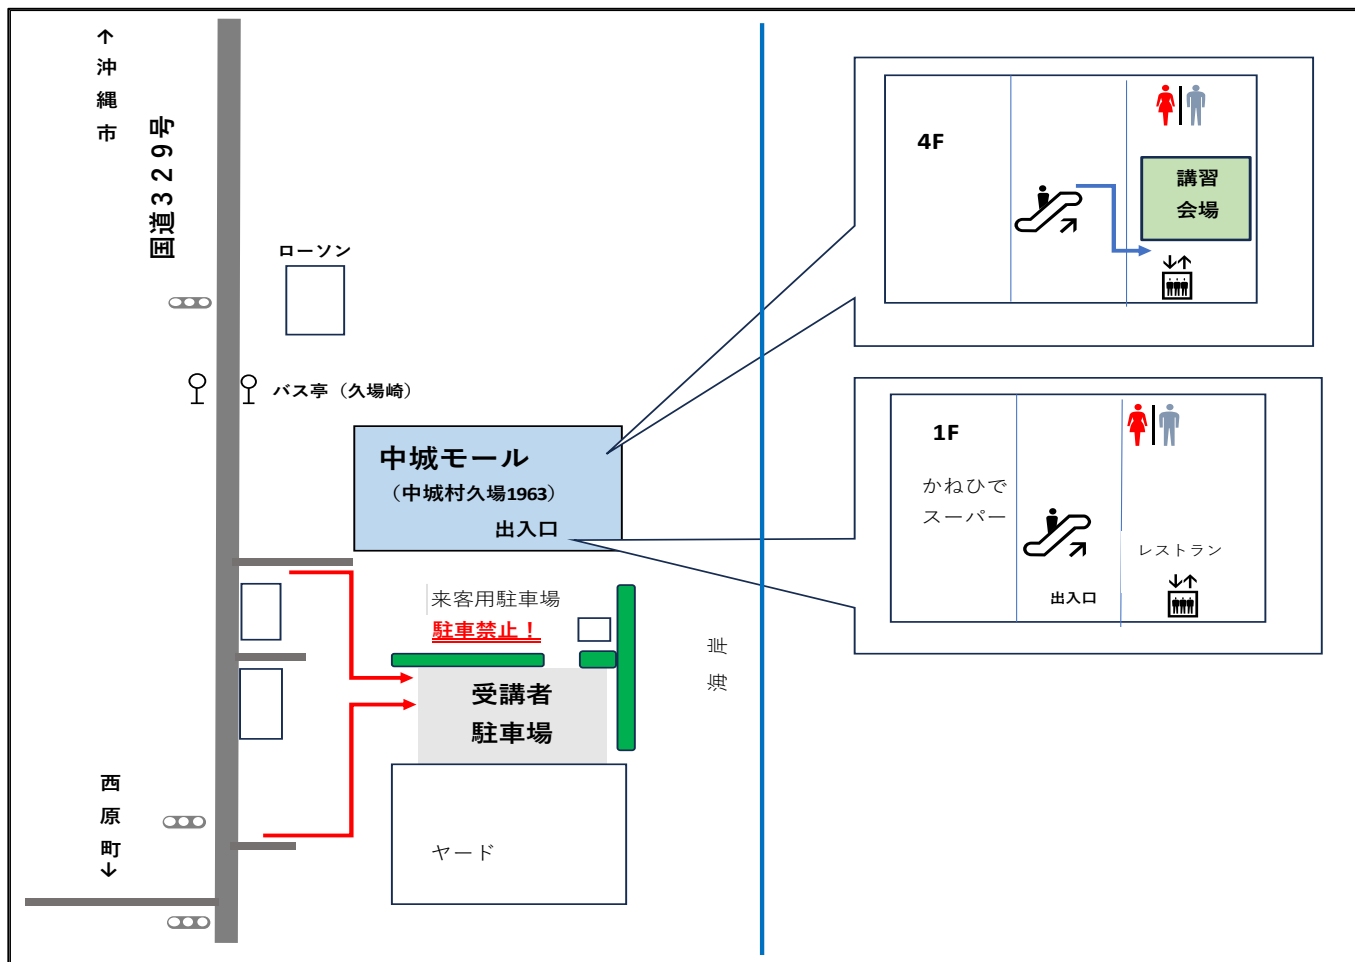 ↑沖縄市
国道329号
ローソン
バス亭（久場崎）
中城モール
（中城村久場1963）
出入口
来客用駐車場
駐車禁止！
受講者
駐車場
ヤード
西原町↓
海岸
4F
講習
会場
1F
かねひで
スーパー
レストラン
出入口